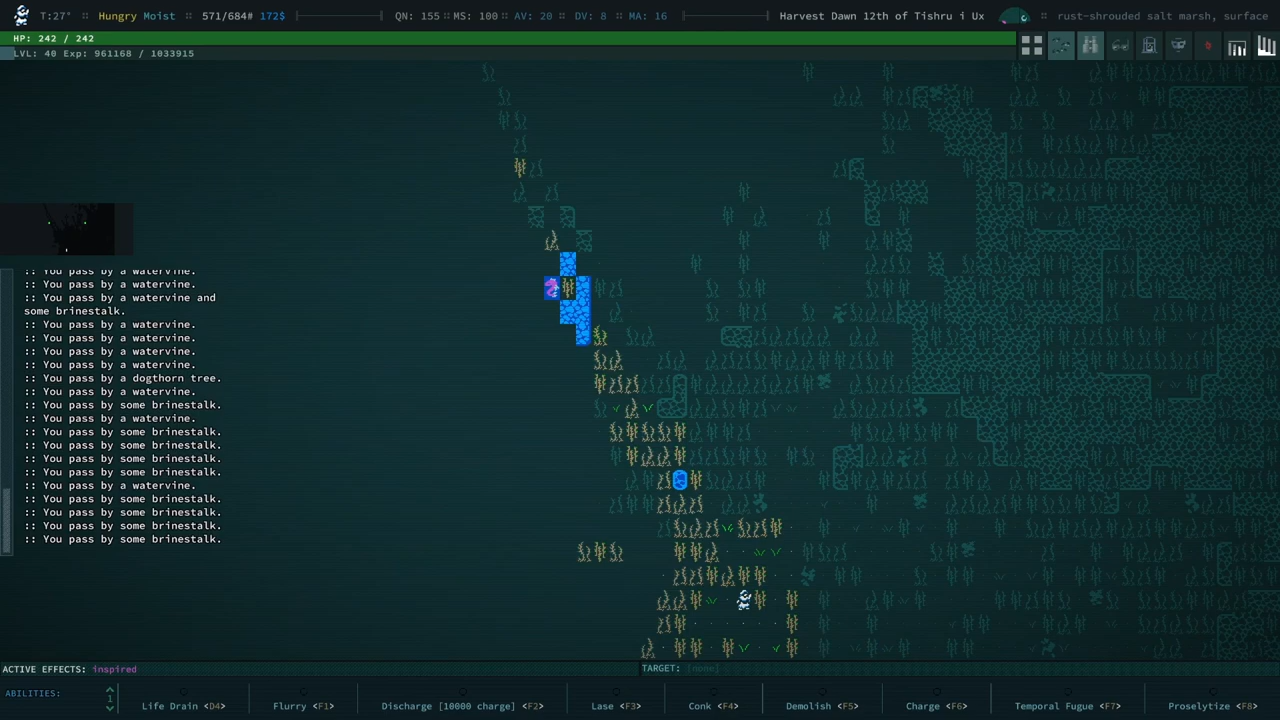 T:27° :: Hungry Moist :: 571/684# 172$ QN: 155 :: MS: 100 :: AV: 20 :: DV: 8 :: MA: 16 Harvest Dawn 12th of Tishru i Ux :: rust-shrouded salt marsh, surface
HP: 242 / 242
LVL: 40 Exp: 961168 / 1033915
:: You pass by a watervine.
:: You pass by a watervine.
:: You pass by a watervine and
some brinestalk.
:: You pass by a watervine.
:: You pass by a watervine.
:: You pass by a watervine.
:: You pass by a watervine.
:: You pass by a dogthorn tree.
:: You pass by a watervine.
:: You pass by some brinestalk.
:: You pass by a watervine.
:: You pass by some brinestalk.
:: You pass by some brinestalk.
:: You pass by some brinestalk.
:: You pass by some brinestalk.
:: You pass by a watervine.
:: You pass by some brinestalk.
:: You pass by some brinestalk.
:: You pass by some brinestalk.
:: You pass by some brinestalk.
ACTIVE EFFECTS: inspired TARGET: [none]
ABILITIES: 1 Life Drain <D4> Flurry <F1> Discharge [10000 charge] <F2> Lase <F3> Conk <F4> Demolish <F5> Charge <F6> Temporal Fugue <F7> Proselytize <F8>